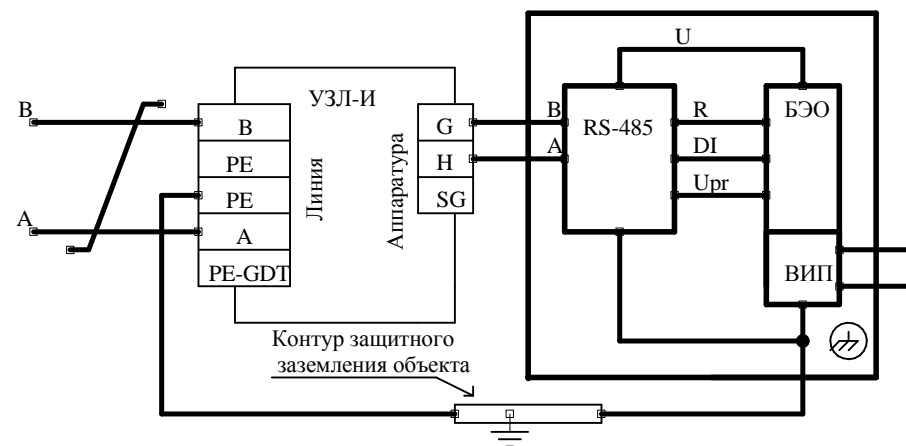 U
УЗЛ-И
B
B
PE
PE
A
A
PE-GDT
Линия
Аппаратура
G
H
SG
B
A
RS-485
R
DI
Upr
БЭО
ВИП
Контур защитного
заземления объекта